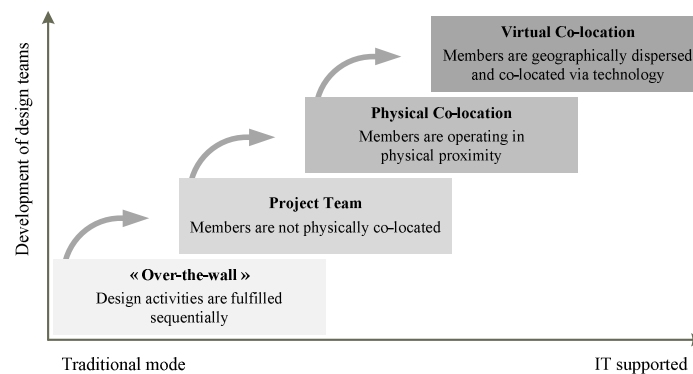 Virtual Co-location
Members are geographically dispersed
and co-located via technology
Physical Co-location
Members are operating in
physical proximity
Project Team
Members are not physically co-located
« Over-the-wall »
Design activities are fulfilled
sequentially
Development of design teams
Traditional mode
IT supported